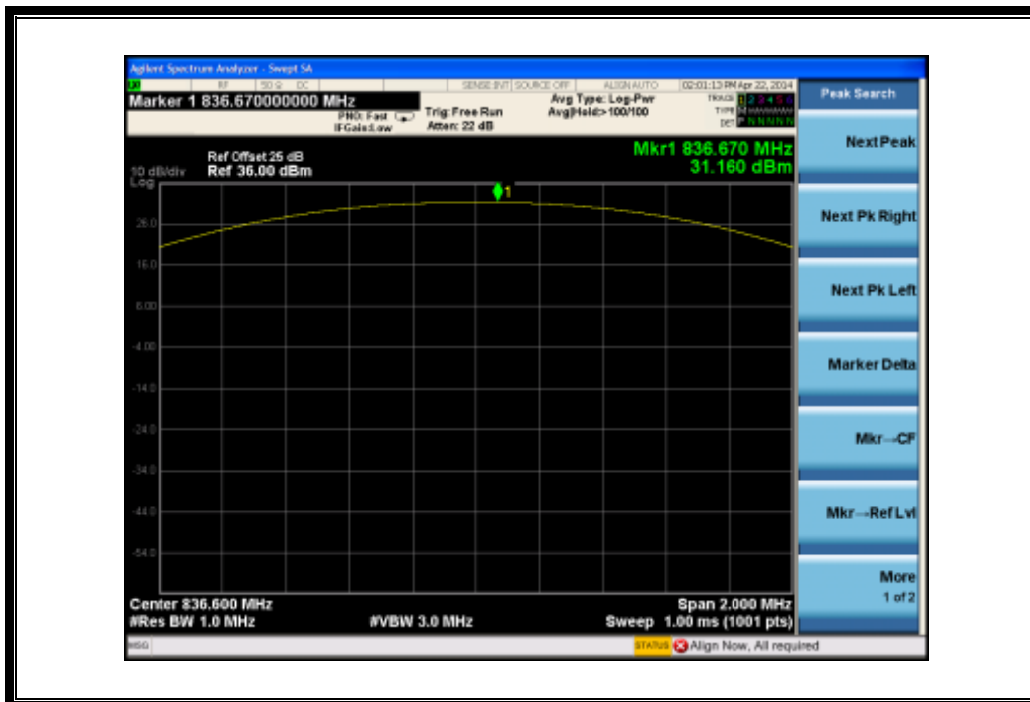 Agilent Spectrum Analyzer - Swept SA
RF 50 Ω DC SENSE:INT SOURCE OFF ALIGN AUTO 02:01:13 PM Apr 22, 2014
Marker 1 836.670000000 MHz
PNO: Fast
IFGain:Low
Trig: Free Run
Atten: 22 dB
Avg Type: Log-Pwr
Avg|Hold:>100/100
TRACE 1 2 3 4 5 6
TYPE M W W W W W
DET P N N N N N
Peak Search
Ref Offset 25 dB
Ref 36.00 dBm
10 dB/div
Log
Mkr1 836.670 MHz
31.160 dBm
1
26.0
16.0
6.00
-4.00
-14.0
-24.0
-34.0
-44.0
-54.0
Center 836.600 MHz
Span 2.000 MHz
#Res BW 1.0 MHz
#VBW 3.0 MHz
Sweep 1.00 ms (1001 pts)
Next Peak
Next Pk Right
Next Pk Left
Marker Delta
Mkr→CF
Mkr→Ref Lvl
More
1 of 2
MSG
STATUS Align Now, All required